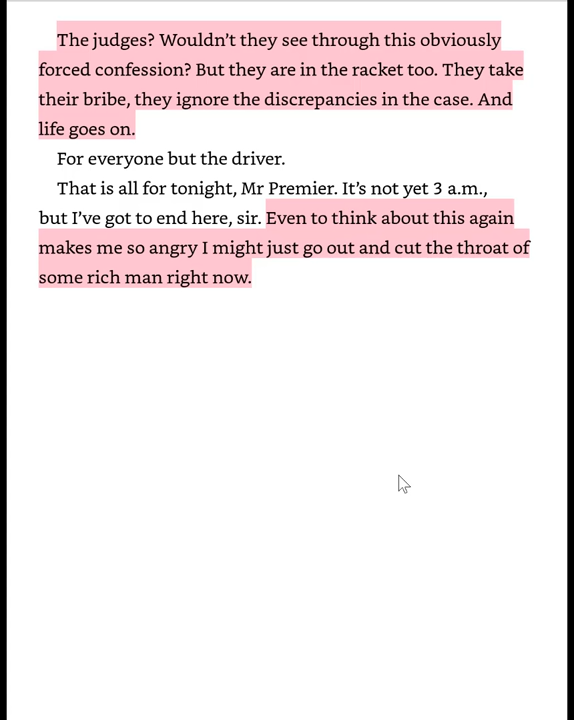 The judges? Wouldn’t they see through this obviously
forced confession? But they are in the racket too. They take
their bribe, they ignore the discrepancies in the case. And
life goes on.
For everyone but the driver.
That is all for tonight, Mr Premier. It’s not yet 3 a.m.,
but I’ve got to end here, sir. Even to think about this again
makes me so angry I might just go out and cut the throat of
some rich man right now.